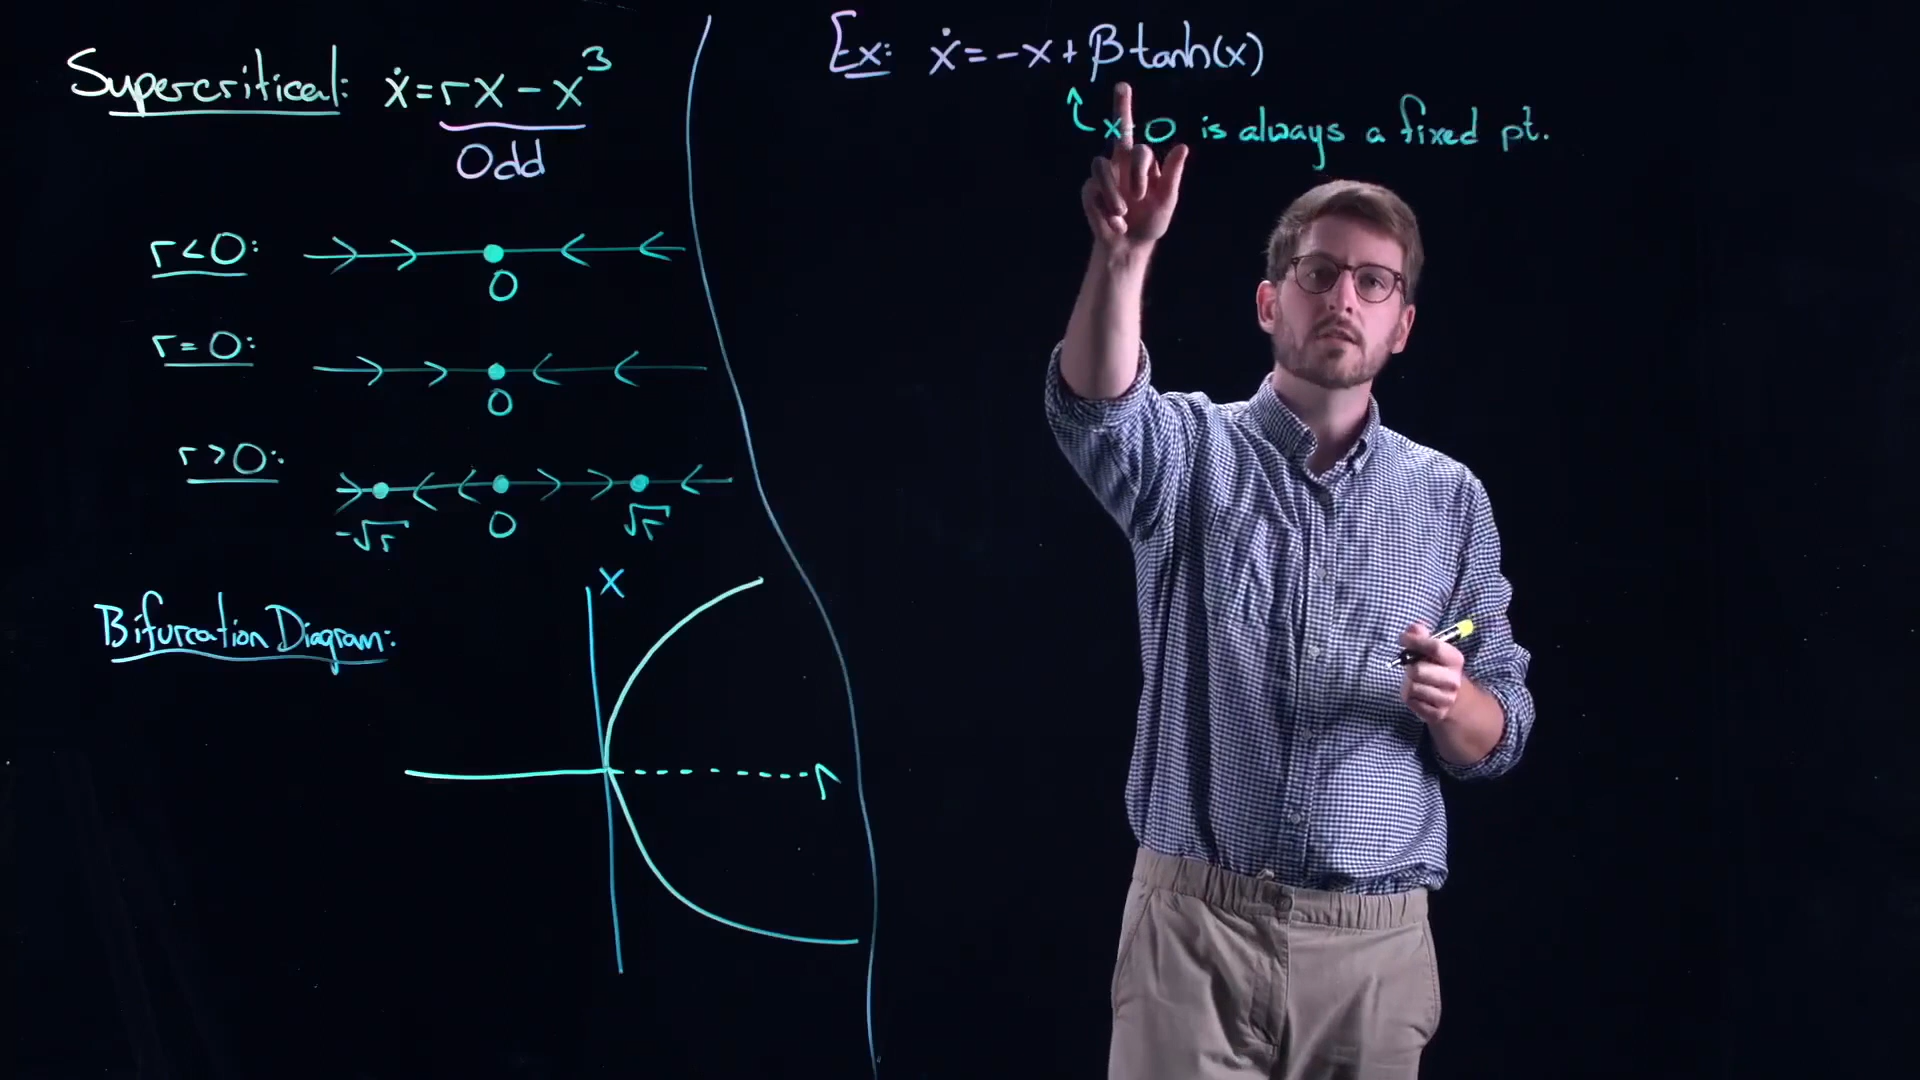 Supercritical: ẋ = rx - x³
Odd
r<0:
0
r=0:
0
r>0:
-√r 0 √r
Bifurcation Diagram:
x
r
Ex: ẋ = -x + β tanh(x)
x=0 is always a fixed pt.